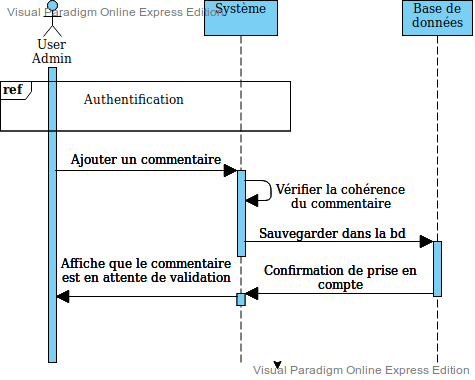 Visual Paradigm Online Express Edition
Système
Base de
données
User
Admin
ref
Authentification
Ajouter un commentaire
Vérifier la cohérence
du commentaire
Sauvegarder dans la bd
Affiche que le commentaire
est en attente de validation
Confirmation de prise en
compte
Visual Paradigm Online Express Edition